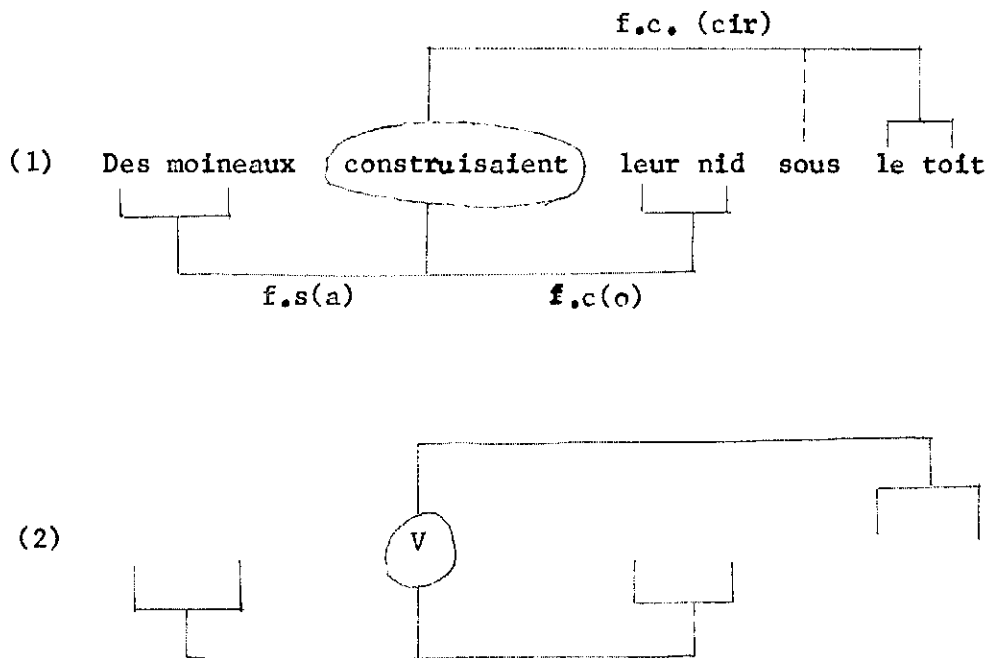 f.c. (cir)
(1) Des moineaux construisaient leur nid sous le toit
f.s(a) f.c(o)
(2) V